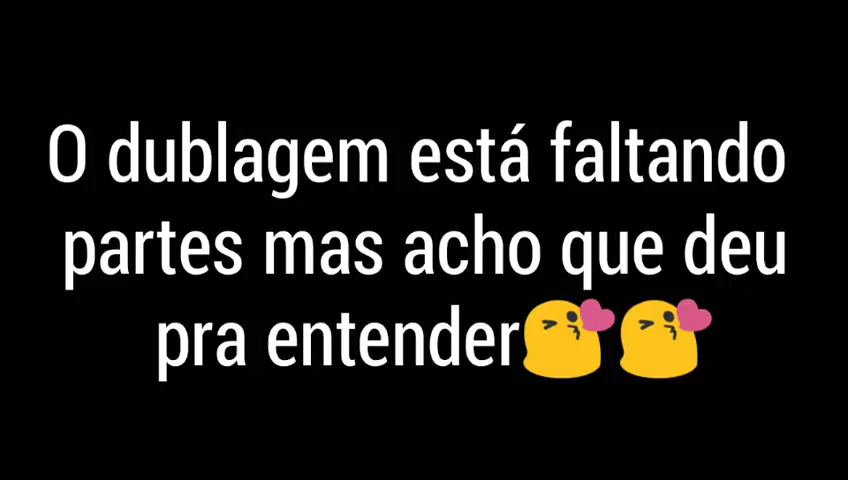 O dublagem está faltando
partes mas acho que deu
pra entender😘😘